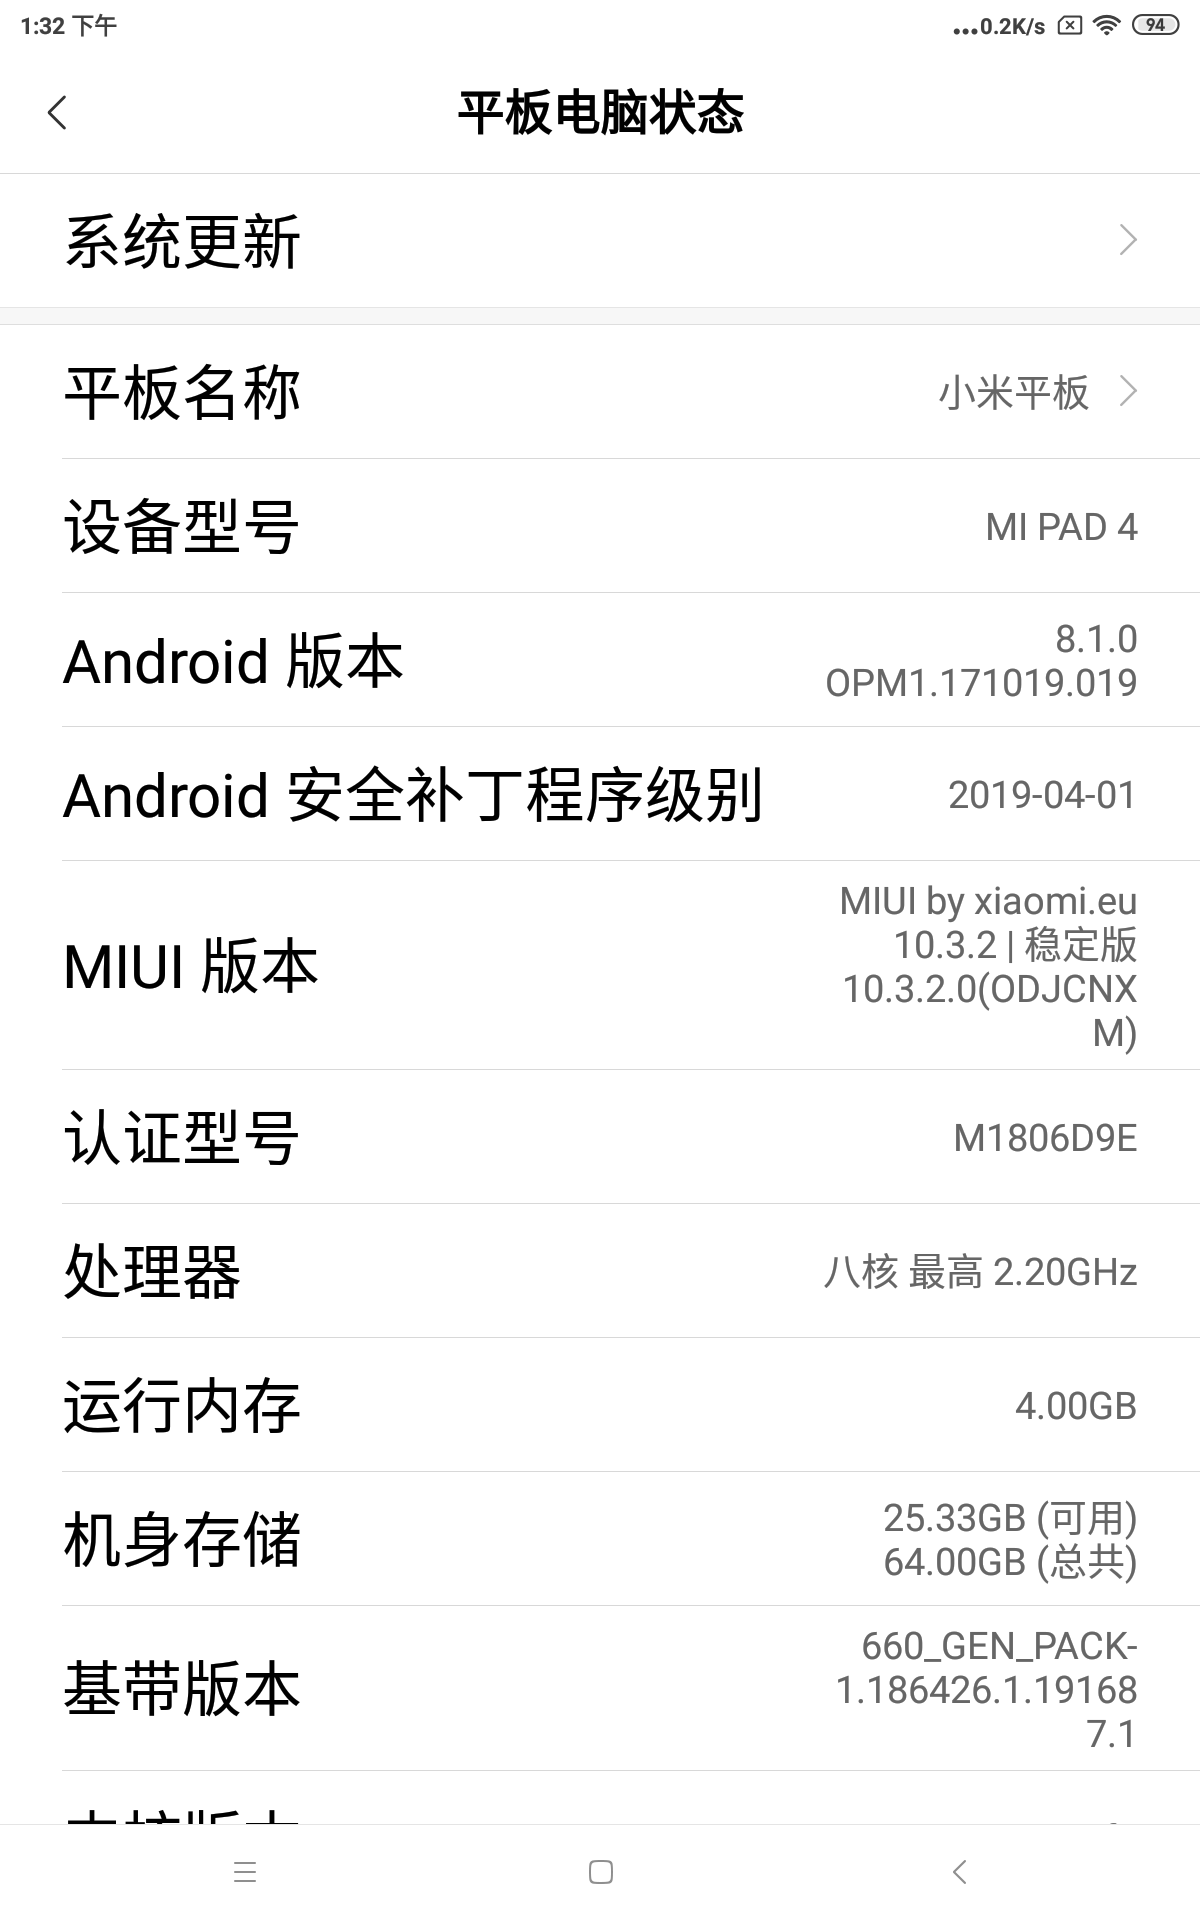 1:32 下午
...0.2K/s
94
平板电脑状态
系统更新
平板名称
小米平板
设备型号
MI PAD 4
Android 版本
8.1.0
OPM1.171019.019
Android 安全补丁程序级别
2019-04-01
MIUI 版本
MIUI by xiaomi.eu
10.3.2 | 稳定版
10.3.2.0(ODJCNX
M)
认证型号
M1806D9E
处理器
八核 最高 2.20GHz
运行内存
4.00GB
机身存储
25.33GB (可用)
64.00GB (总共)
基带版本
660_GEN_PACK-
1.186426.1.19168
7.1